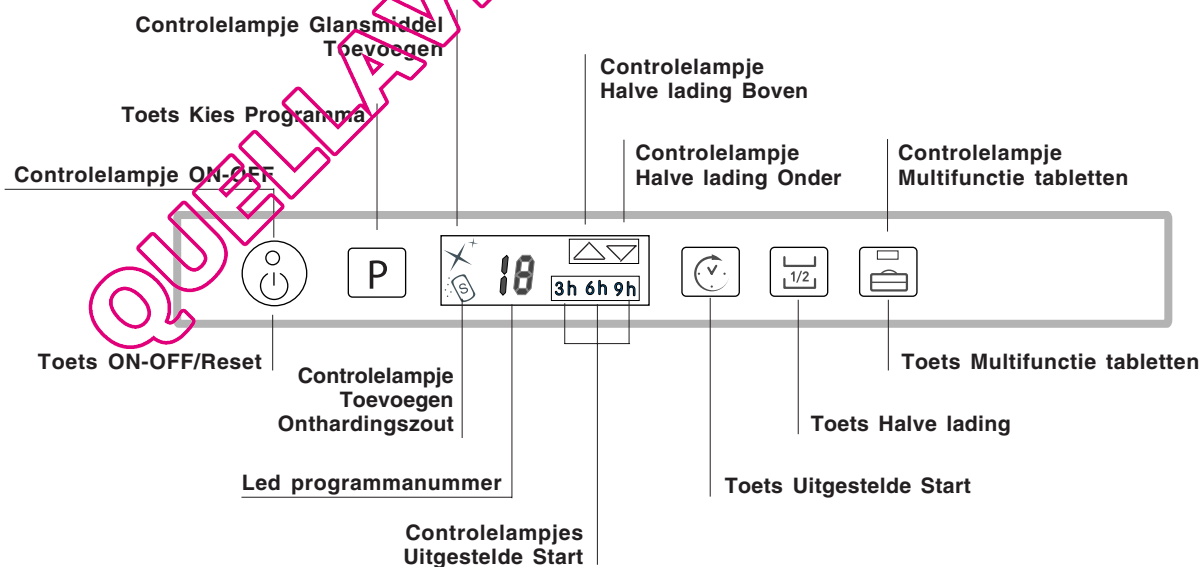 Controlelampje Glansmiddel
Toevoegen
Controlelampje
Halve lading Boven
Toets Kies Programma
Controlelampje
Halve lading Onder
Controlelampje
Multifunctie tabletten
Controlelampje ON-OFF
P
S
18
3h 6h 9h
1/2
Toets ON-OFF/Reset
Controlelampje
Toevoegen
Onthardingszout
Toets Multifunctie tabletten
Toets Halve lading
Led programmanummer
Toets Uitgestelde Start
Controlelampjes
Uitgestelde Start